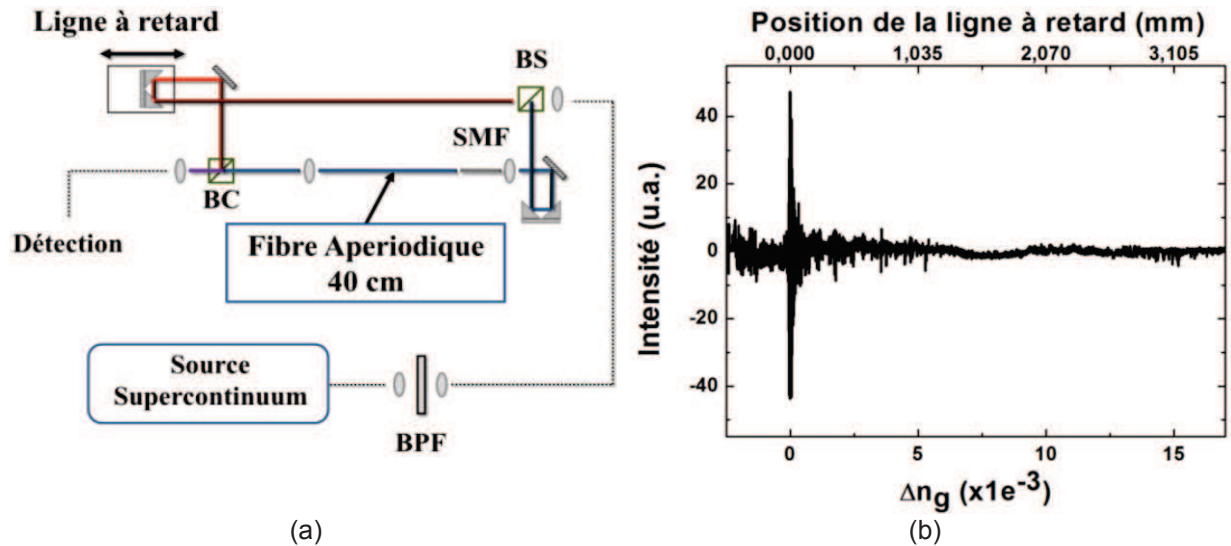 Ligne à retard
BS
SMF
BC
Détection
Fibre Aperiodique
40 cm
Source
Supercontinuum
BPF
(a)
Position de la ligne à retard (mm)
0,000 1,035 2,070 3,105
Intensité (u.a.)
40
20
0
-20
-40
0 5 10 15
Δng (x1e-3)
(b)